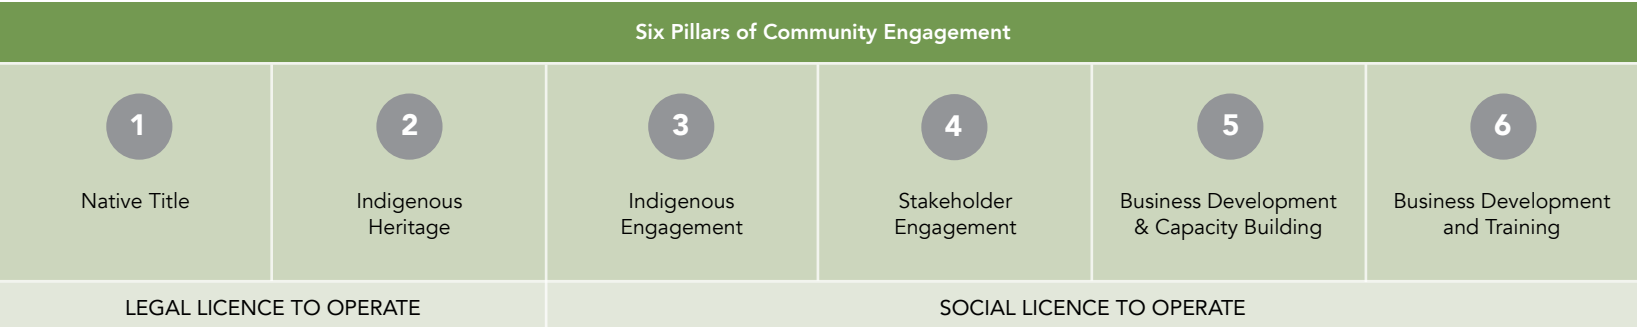 Six Pillars of Community Engagement
1
Native Title
2
Indigenous
Heritage
3
Indigenous
Engagement
4
Stakeholder
Engagement
5
Business Development
& Capacity Building
6
Business Development
and Training
LEGAL LICENCE TO OPERATE
SOCIAL LICENCE TO OPERATE